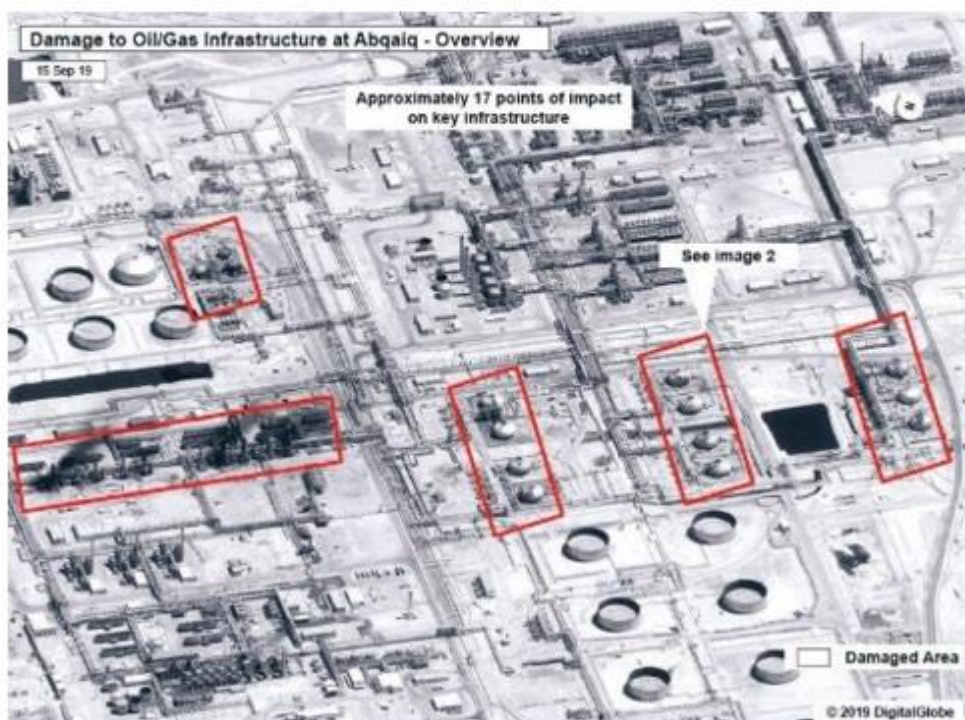 Damage to Oil/Gas Infrastructure at Abqaiq - Overview
15 Sep 19
Approximately 17 points of impact
on key infrastructure
See image 2
Damaged Area
© 2019 DigitalGlobe